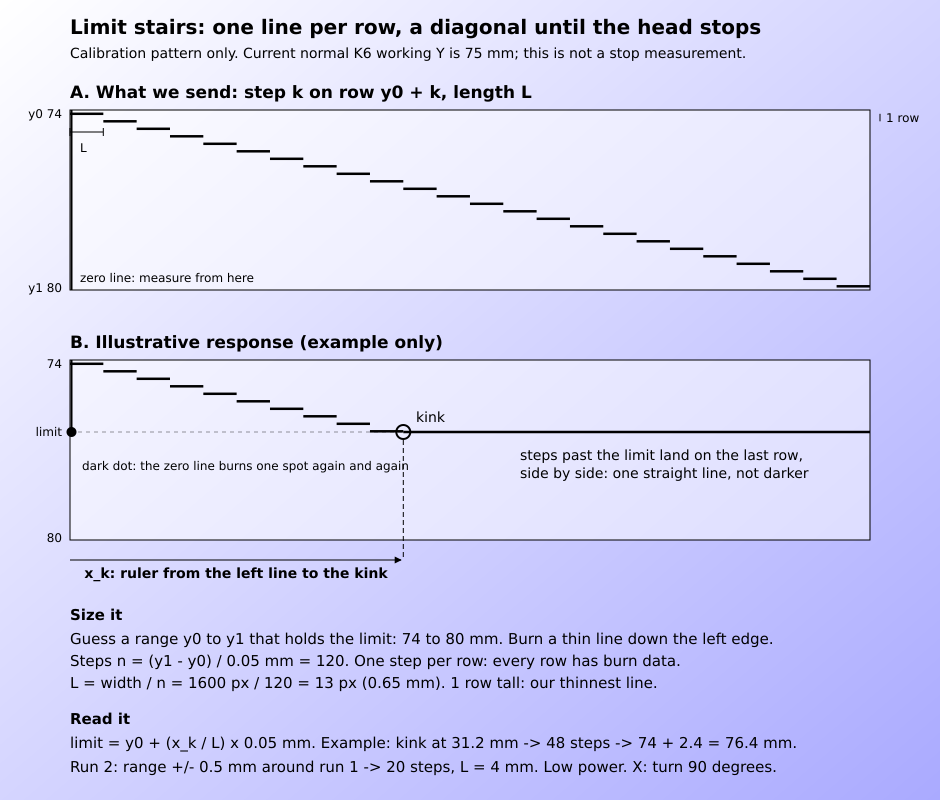 Limit stairs: one line per row, a diagonal until the head stops
Calibration pattern only. Current normal K6 working Y is 75 mm; this is not a stop measurement.
A. What we send: step k on row y0 + k, length L
y0 74
1 row
L
zero line: measure from here
y1 80
B. Illustrative response (example only)
74
kink
limit
dark dot: the zero line burns one spot again and again
steps past the limit land on the last row,
side by side: one straight line, not darker
80
x_k: ruler from the left line to the kink
Size it
Guess a range y0 to y1 that holds the limit: 74 to 80 mm. Burn a thin line down the left edge.
Steps n = (y1 - y0) / 0.05 mm = 120. One step per row: every row has burn data.
L = width / n = 1600 px / 120 = 13 px (0.65 mm). 1 row tall: our thinnest line.
Read it
limit = y0 + (x_k / L) x 0.05 mm. Example: kink at 31.2 mm -> 48 steps -> 74 + 2.4 = 76.4 mm.
Run 2: range +/- 0.5 mm around run 1 -> 20 steps, L = 4 mm. Low power. X: turn 90 degrees.